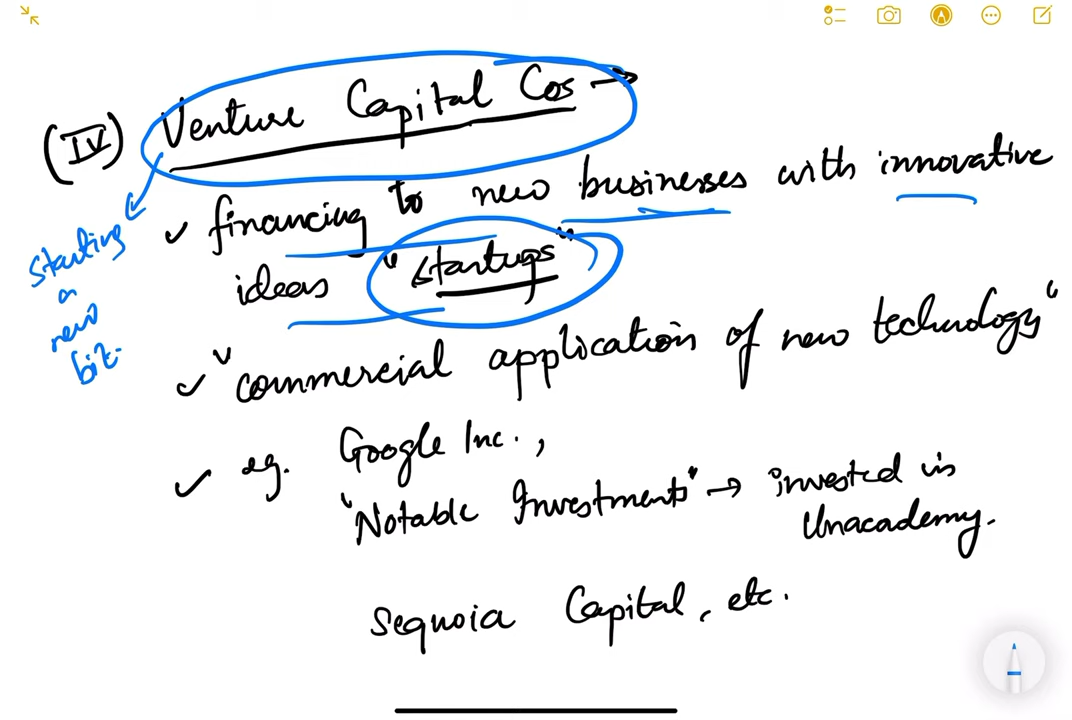 (IV) Venture Capital Cos →
✓ financing to new businesses with innovative
ideas "startups"
starting
a
new
biz.
✓ "commercial application of new technology"
✓ eg. Google Inc.,
"Notable Investments" → invested in
Unacademy.
Sequoia Capital, etc.